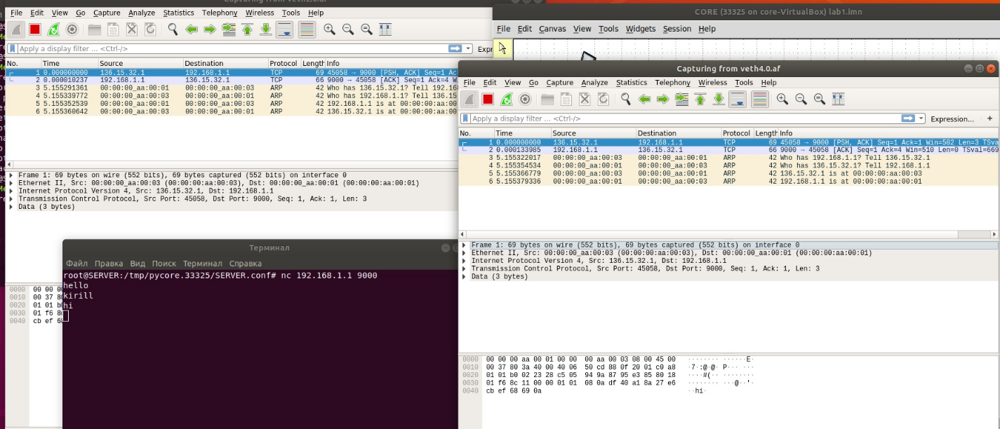 Capturing from veth2.0.af
File Edit View Go Capture Analyze Statistics Telephony Wireless Tools Help
Apply a display filter ... <Ctrl-/>
No. Time Source Destination Protocol Length Info
1 0.000000000 136.15.32.1 192.168.1.1 TCP 69 45058 → 9000 [PSH, ACK] Seq=1 Ac
2 0.000010237 192.168.1.1 136.15.32.1 TCP 66 9000 → 45058 [ACK] Seq=1 Ack=4 W
3 5.155291361 00:00:00_aa:00:01 00:00:00_aa:00:03 ARP 42 Who has 136.15.32.1? Tell 192.168
4 5.155339772 00:00:00_aa:00:03 00:00:00_aa:00:01 ARP 42 Who has 192.168.1.1? Tell 136.15
5 5.155352539 00:00:00_aa:00:01 00:00:00_aa:00:03 ARP 42 192.168.1.1 is at 00:00:00:aa:00
6 5.155360642 00:00:00_aa:00:03 00:00:00_aa:00:01 ARP 42 136.15.32.1 is at 00:00:00:aa:00
Frame 1: 69 bytes on wire (552 bits), 69 bytes captured (552 bits) on interface 0
Ethernet II, Src: 00:00:00_aa:00:03 (00:00:00:aa:00:03), Dst: 00:00:00_aa:00:01 (00:00:00:aa:00:01)
Internet Protocol Version 4, Src: 136.15.32.1, Dst: 192.168.1.1
Transmission Control Protocol, Src Port: 45058, Dst Port: 9000, Seq: 1, Ack: 1, Len: 3
Data (3 bytes)
0000 00 00 00
0010 00 37 80
0020 01 01 b0
0030 01 f6 8c
0040 cb ef 68
Терминал
Файл Правка Вид Поиск Терминал Справка
root@SERVER:/tmp/pycore.33325/SERVER.conf# nc 192.168.1.1 9000
hello
kirill
hi
CORE (33325 on core-VirtualBox) lab1.imn
File Edit Canvas View Tools Widgets Session Help
Capturing from veth4.0.af
File Edit View Go Capture Analyze Statistics Telephony Wireless Tools Help
Apply a display filter ... <Ctrl-/> Expression... +
No. Time Source Destination Protocol Length Info
1 0.000000000 136.15.32.1 192.168.1.1 TCP 69 45058 → 9000 [PSH, ACK] Seq=1 Ack=1 Win=502 Len=3 TSva
2 0.000133985 192.168.1.1 136.15.32.1 TCP 66 9000 → 45058 [ACK] Seq=1 Ack=4 Win=510 Len=0 TSval=669
3 5.155322017 00:00:00_aa:00:03 00:00:00_aa:00:01 ARP 42 Who has 192.168.1.1? Tell 136.15.32.1
4 5.155354534 00:00:00_aa:00:01 00:00:00_aa:00:03 ARP 42 Who has 136.15.32.1? Tell 192.168.1.1
5 5.155366779 00:00:00_aa:00:03 00:00:00_aa:00:01 ARP 42 136.15.32.1 is at 00:00:00:aa:00:03
6 5.155379336 00:00:00_aa:00:01 00:00:00_aa:00:03 ARP 42 192.168.1.1 is at 00:00:00:aa:00:01
Frame 1: 69 bytes on wire (552 bits), 69 bytes captured (552 bits) on interface 0
Ethernet II, Src: 00:00:00_aa:00:03 (00:00:00:aa:00:03), Dst: 00:00:00_aa:00:01 (00:00:00:aa:00:01)
Internet Protocol Version 4, Src: 136.15.32.1, Dst: 192.168.1.1
Transmission Control Protocol, Src Port: 45058, Dst Port: 9000, Seq: 1, Ack: 1, Len: 3
Data (3 bytes)
0000 00 00 00 aa 00 01 00 00 00 aa 00 03 08 00 45 00 ········ ······E·
0010 00 37 80 3a 40 00 40 06 50 cd 88 0f 20 01 c0 a8 ·7·:@·@· P··· ···
0020 01 01 b0 02 23 28 c5 05 94 9a 87 95 e3 85 80 18 ····#(·· ········
0030 01 f6 8c 11 00 00 01 01 08 0a df 40 a1 8a 27 e6 ········ ···@··'·
0040 cb ef 68 69 0a ··hi·